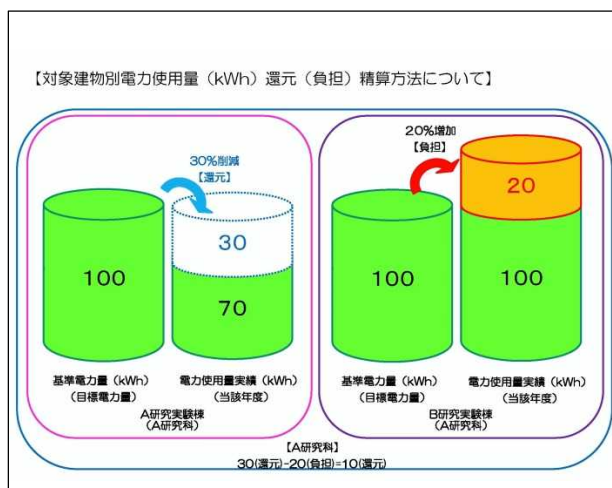 【対象建物別電力使用量（kWh）還元（負担）精算方法について】
30%削減
【還元】
100
30
70
基準電力量（kWh）
（目標電力量）
電力使用量実績（kWh）
（当該年度）
A研究実験棟
（A研究科）
20%増加
【負担】
100
20
100
基準電力量（kWh）
（目標電力量）
電力使用量実績（kWh）
（当該年度）
B研究実験棟
（A研究科）
【A研究科】
30(還元)-20(負担)=10(還元)